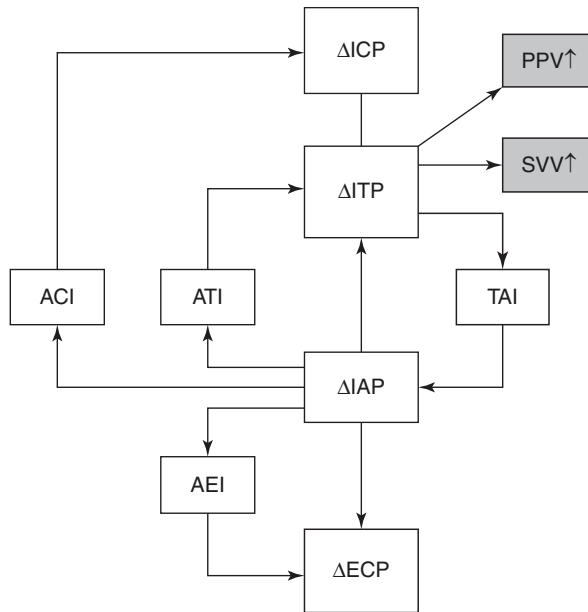 ΔICP
PPV↑
ΔITP
SVV↑
ACI
ATI
TAI
ΔIAP
AEI
ΔECP